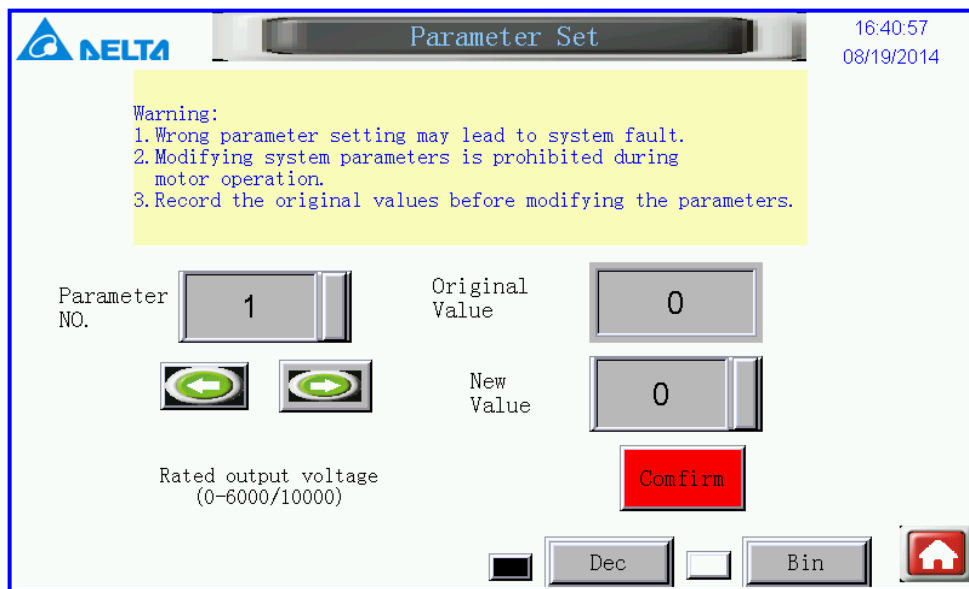 DELTA
Parameter Set
16:40:57
08/19/2014
Warning:
1.Wrong parameter setting may lead to system fault.
2.Modifying system parameters is prohibited during
motor operation.
3.Record the original values before modifying the parameters.
Parameter
NO.
1
Original
Value
0
New
Value
0
Rated output voltage
(0-6000/10000)
Comfirm
Dec
Bin